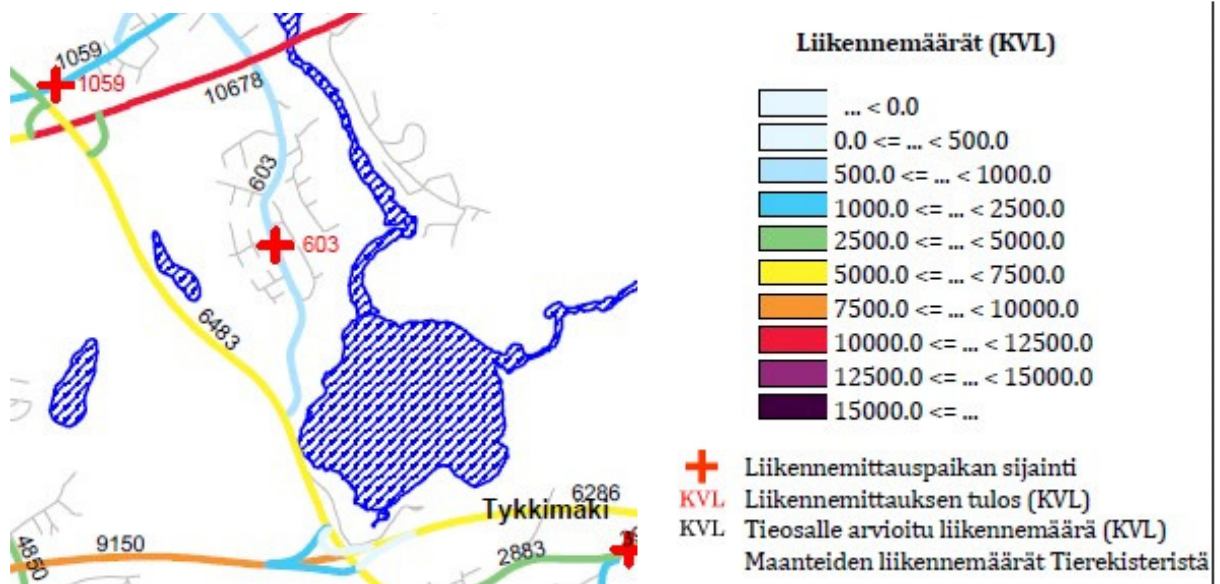 1059
1059
10678
603
603
6483
Tykkimäki
6286
9150
2883
4850
Liikennemäärät (KVL)
... < 0.0
0.0 <= ... < 500.0
500.0 <= ... < 1000.0
1000.0 <= ... < 2500.0
2500.0 <= ... < 5000.0
5000.0 <= ... < 7500.0
7500.0 <= ... < 10000.0
10000.0 <= ... < 12500.0
12500.0 <= ... < 15000.0
15000.0 <= ...
Liikennemittauspaikan sijainti
KVL Liikennemittauksen tulos (KVL)
KVL Tieosalle arvioitu liikennemäärä (KVL)
Maanteiden liikennemäärät Tierekisteristä